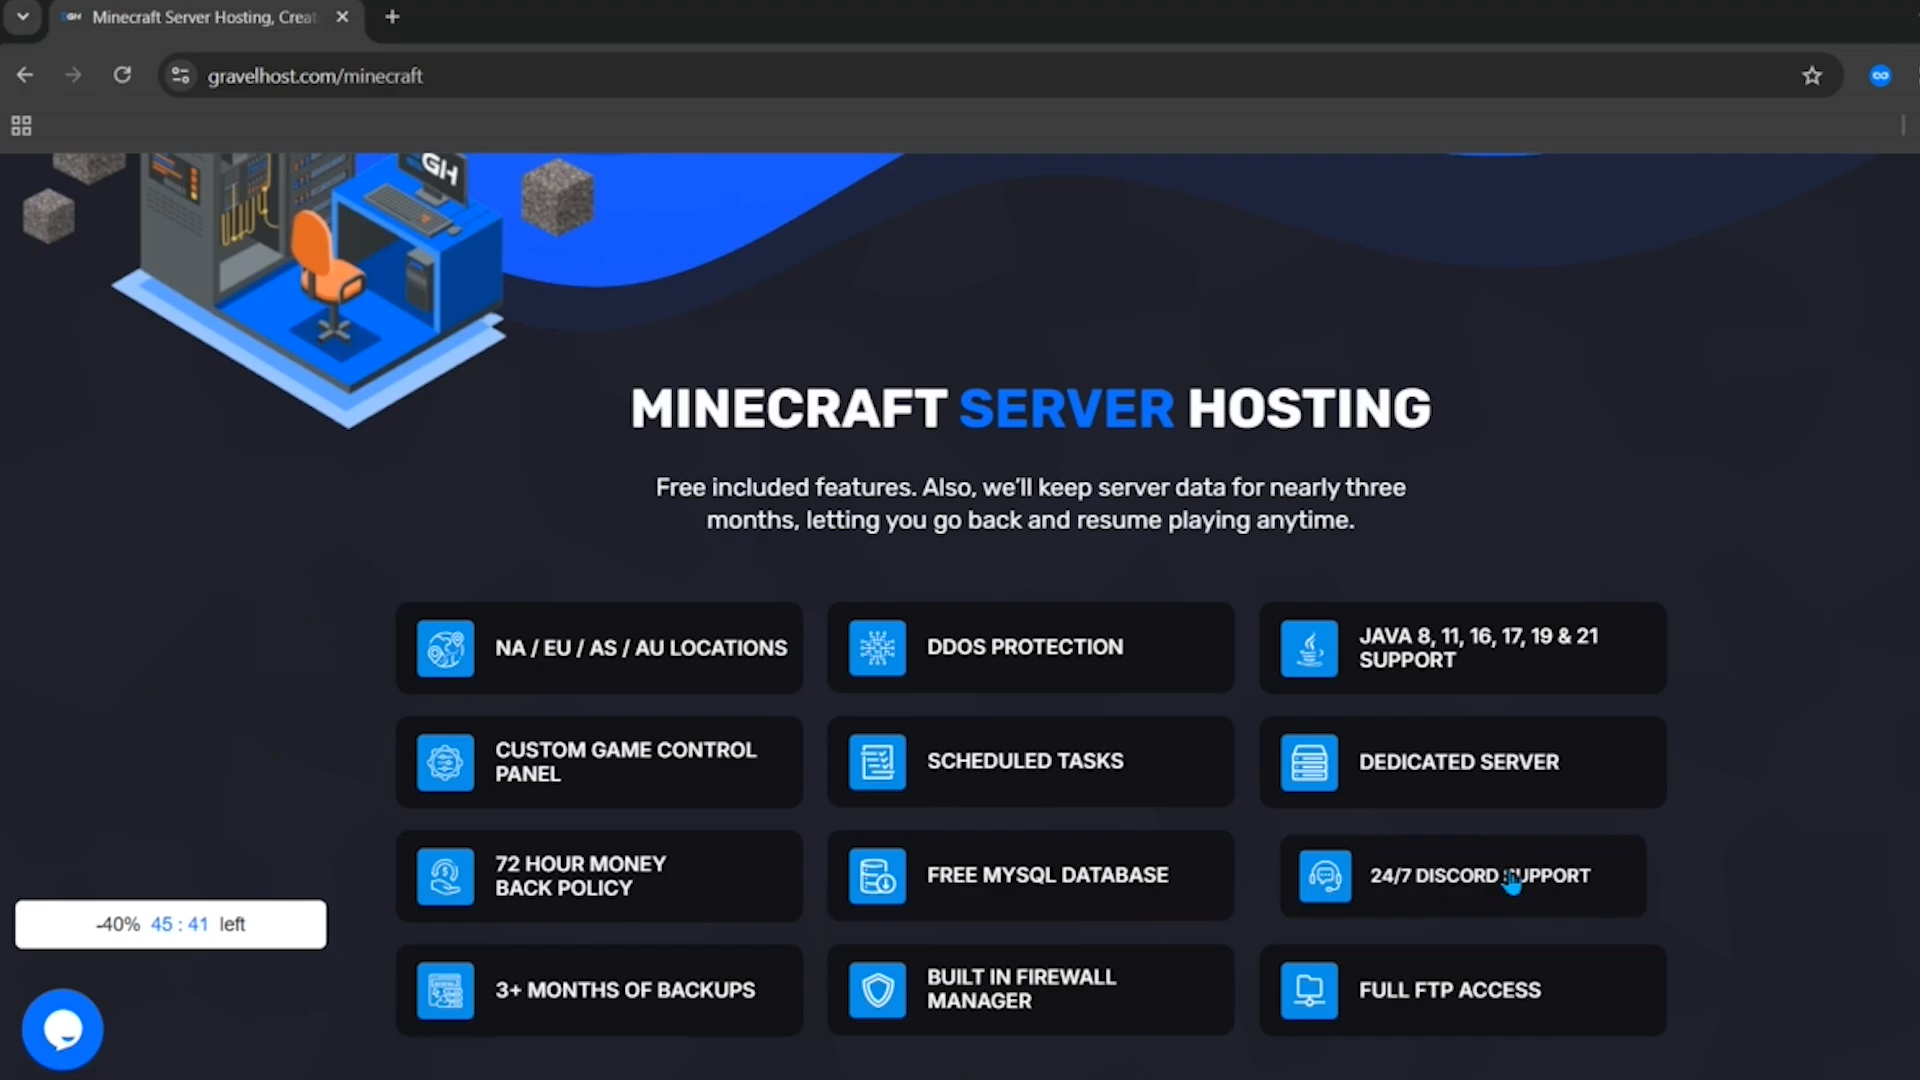 Minecraft Server Hosting, Creat
gravelhost.com/minecraft
GH
MINECRAFT SERVER HOSTING
Free included features. Also, we'll keep server data for nearly three
months, letting you go back and resume playing anytime.
NA / EU / AS / AU LOCATIONS
DDOS PROTECTION
JAVA 8, 11, 16, 17, 19 & 21
SUPPORT
CUSTOM GAME CONTROL
PANEL
SCHEDULED TASKS
DEDICATED SERVER
72 HOUR MONEY
BACK POLICY
FREE MYSQL DATABASE
24/7 DISCORD SUPPORT
-40% 45 : 41 left
3+ MONTHS OF BACKUPS
BUILT IN FIREWALL
MANAGER
FULL FTP ACCESS